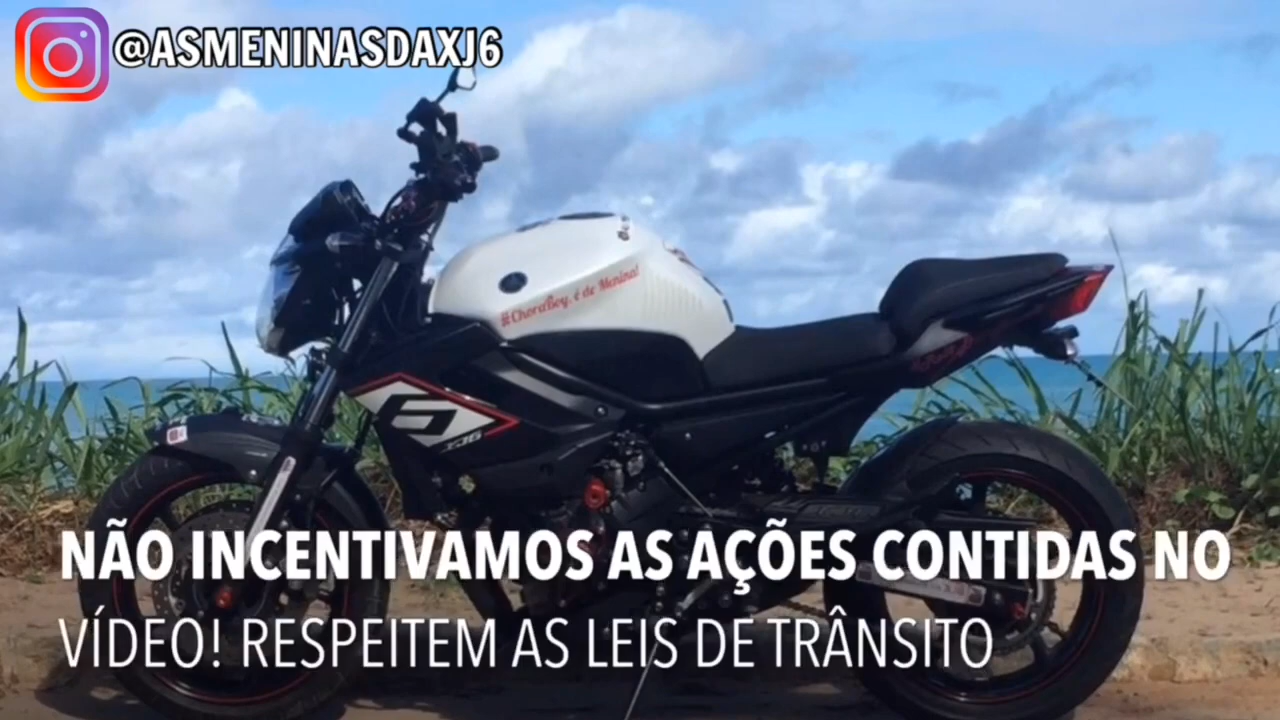 @ASMENINASDAXJ6
#ChoraBoy, é de Menina!
XJ6
NÃO INCENTIVAMOS AS AÇÕES CONTIDAS NO
VÍDEO! RESPEITEM AS LEIS DE TRÂNSITO